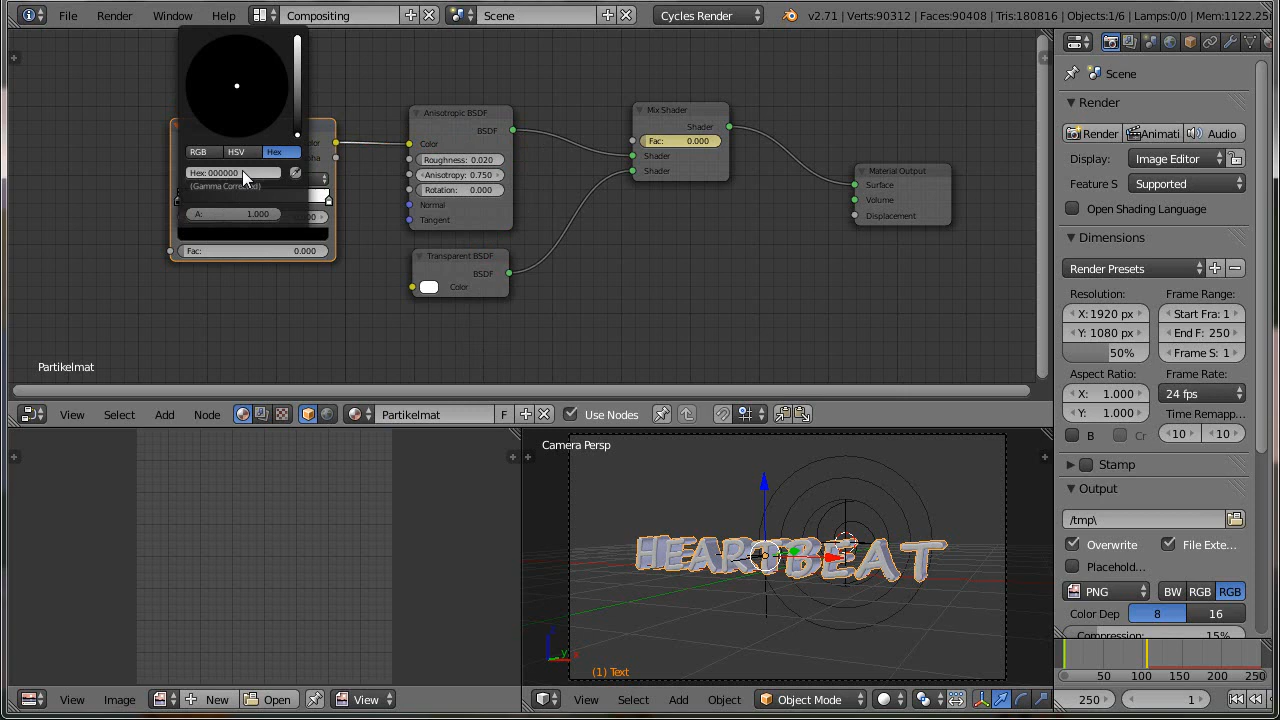 File Render Window Help Compositing Scene Cycles Render v2.71 | Verts:90312 | Faces:90408 | Tris:180816 | Objects:1/6 | Lamps:0/0 | Mem:1122.25
RGB HSV Hex
Hex: 000000
(Gamma Corrected)
A: 1.000
Fac: 0.000
Anisotropic BSDF
BSDF
Color
Roughness: 0.020
Anisotropy: 0.750
Rotation: 0.000
Normal
Tangent
Transparent BSDF
BSDF
Color
Mix Shader
Shader
Fac: 0.000
Shader
Shader
Material Output
Surface
Volume
Displacement
Partikelmat
View Select Add Node Partikelmat F Use Nodes
Camera Persp
HEARTBEAT
z
y
x
(1) Text
View Image New Open View
View Select Add Object Object Mode
Scene
Render
Render Animati Audio
Display: Image Editor
Feature S Supported
Open Shading Language
Dimensions
Render Presets
Resolution: Frame Range:
X: 1920 px Start Fra: 1
Y: 1080 px End F: 250
50% Frame S: 1
Aspect Ratio: Frame Rate:
X: 1.000 24 fps
Y: 1.000 Time Remapp...
B Cr 10 10
Stamp
Output
/tmp\
Overwrite File Exte...
Placehold...
PNG BW RGB RGB
Color Dep 8 16
Compression: 15%
0 50 100 150 200 250
250 1